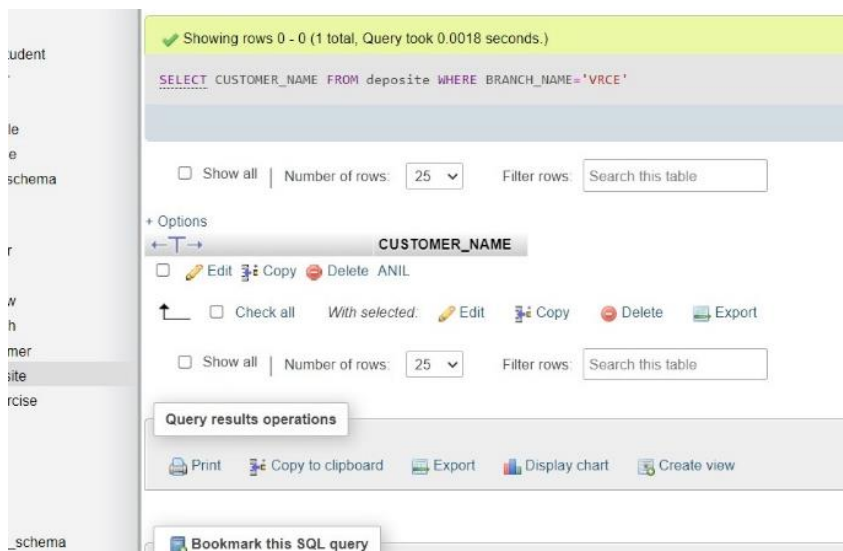 Showing rows 0 - 0 (1 total, Query took 0.0018 seconds.)
SELECT CUSTOMER_NAME FROM deposite WHERE BRANCH_NAME='VRCE'
Show all | Number of rows: 25 Filter rows: Search this table
+ Options
←T→ CUSTOMER_NAME
Edit Copy Delete ANIL
Check all With selected: Edit Copy Delete Export
Show all | Number of rows: 25 Filter rows: Search this table
Query results operations
Print Copy to clipboard Export Display chart Create view
Bookmark this SQL query
udent
r
le
e
schema
r
w
h
mer
site
rcise
_schema